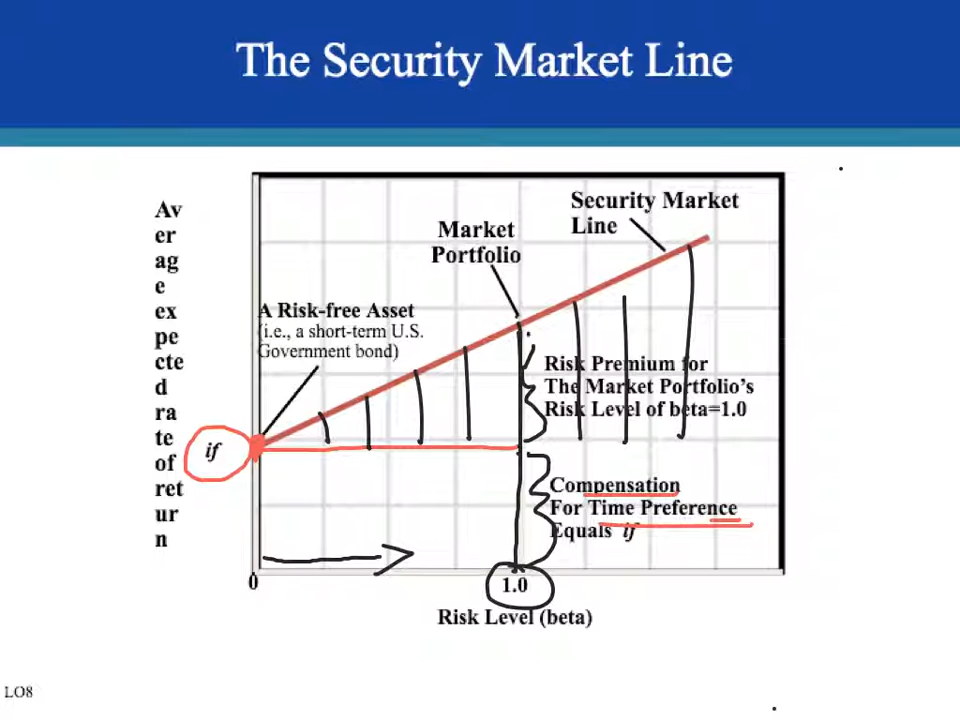 The Security Market Line
Security Market
Line
Market
Portfolio
Av
er
ag
e
ex
pe
cte
d
ra
te
of
ret
ur
n
A Risk-free Asset
(i.e., a short-term U.S.
Government bond)
Risk Premium for
The Market Portfolio's
Risk Level of beta=1.0
if
Compensation
For Time Preference
Equals if
0
1.0
Risk Level (beta)
LO8